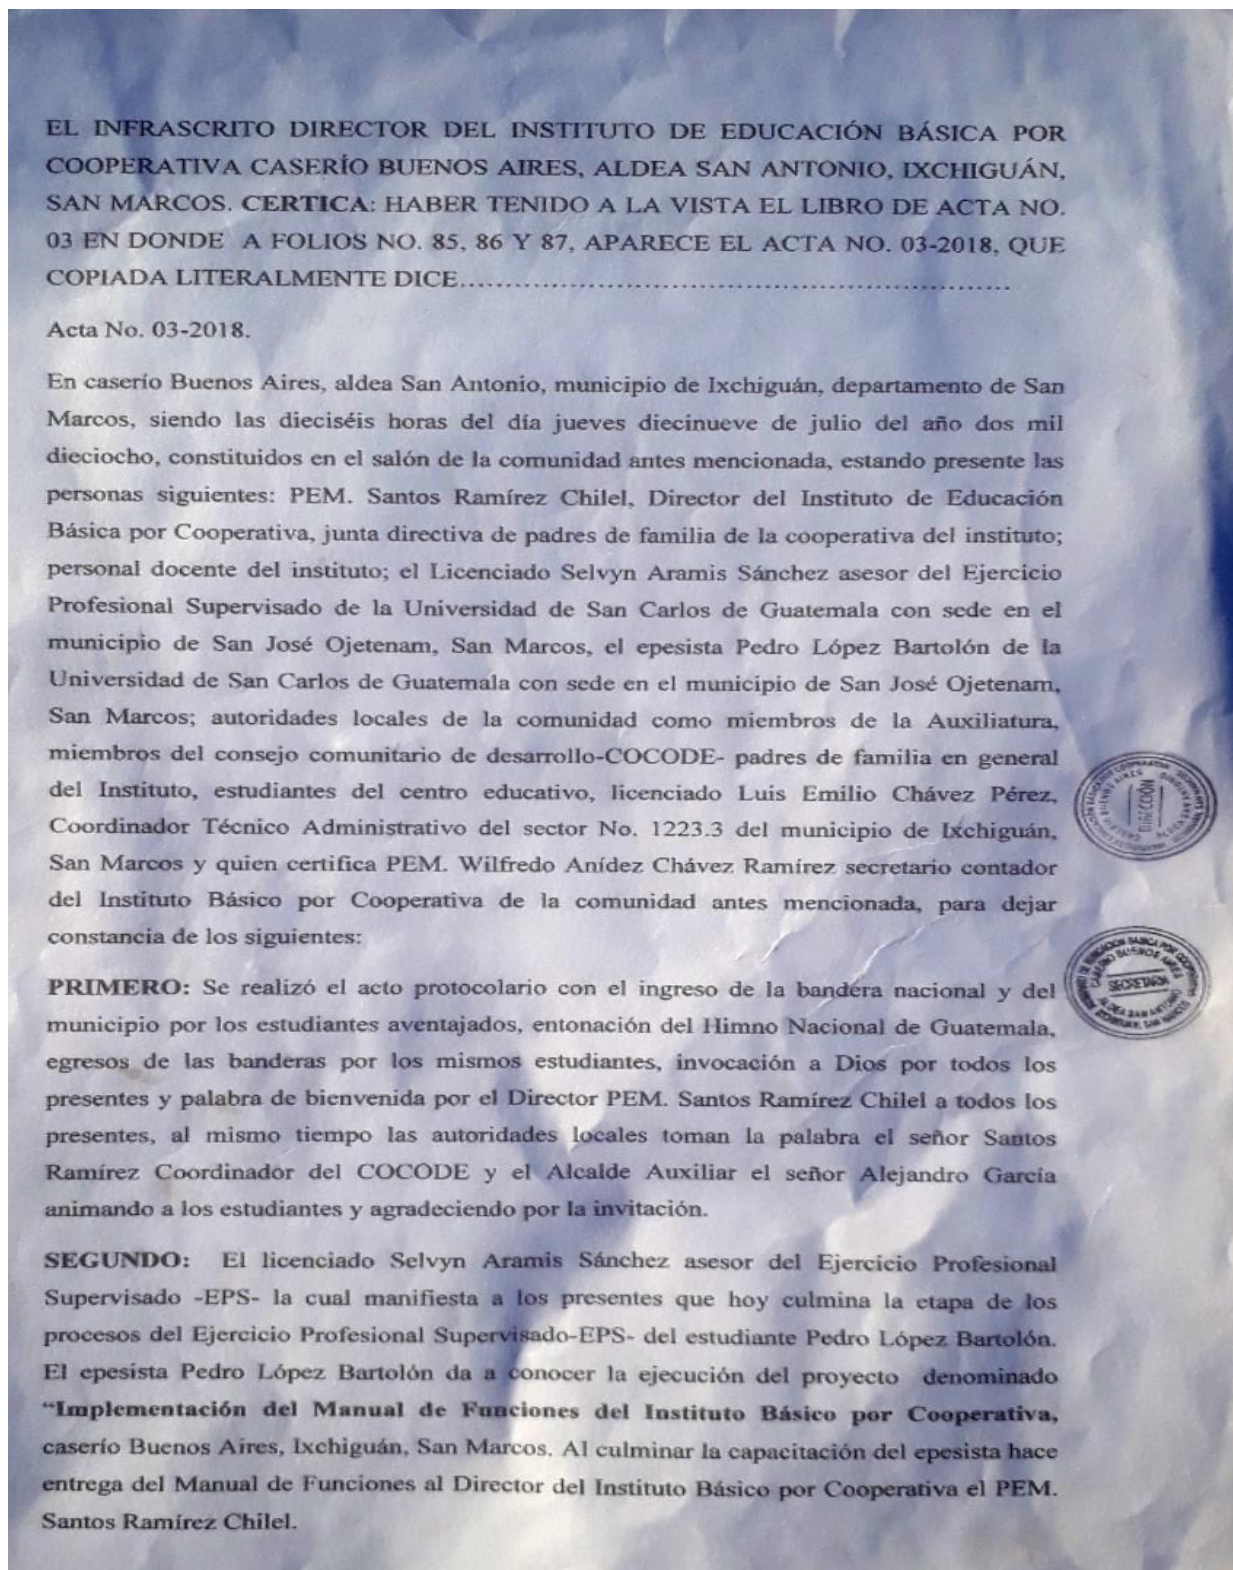 EL INFRASCRITO DIRECTOR DEL INSTITUTO DE EDUCACIÓN BÁSICA POR
COOPERATIVA CASERÍO BUENOS AIRES, ALDEA SAN ANTONIO, IXCHIGUÁN,
SAN MARCOS. CERTICA: HABER TENIDO A LA VISTA EL LIBRO DE ACTA NO.
03 EN DONDE A FOLIOS NO. 85, 86 Y 87, APARECE EL ACTA NO. 03-2018, QUE
COPIADA LITERALMENTE DICE...............................................................
Acta No. 03-2018.
En caserío Buenos Aires, aldea San Antonio, municipio de Ixchiguán, departamento de San
Marcos, siendo las dieciséis horas del día jueves diecinueve de julio del año dos mil
dieciocho, constituidos en el salón de la comunidad antes mencionada, estando presente las
personas siguientes: PEM. Santos Ramírez Chilel, Director del Instituto de Educación
Básica por Cooperativa, junta directiva de padres de familia de la cooperativa del instituto;
personal docente del instituto; el Licenciado Selvyn Aramis Sánchez asesor del Ejercicio
Profesional Supervisado de la Universidad de San Carlos de Guatemala con sede en el
municipio de San José Ojetenam, San Marcos, el epesista Pedro López Bartolón de la
Universidad de San Carlos de Guatemala con sede en el municipio de San José Ojetenam,
San Marcos; autoridades locales de la comunidad como miembros de la Auxiliatura,
miembros del consejo comunitario de desarrollo-COCODE- padres de familia en general
del Instituto, estudiantes del centro educativo, licenciado Luis Emilio Chávez Pérez,
Coordinador Técnico Administrativo del sector No. 1223.3 del municipio de Ixchiguán,
San Marcos y quien certifica PEM. Wilfredo Anídez Chávez Ramírez secretario contador
del Instituto Básico por Cooperativa de la comunidad antes mencionada, para dejar
constancia de los siguientes:
DIRECCION
PRIMERO: Se realizó el acto protocolario con el ingreso de la bandera nacional y del
municipio por los estudiantes aventajados, entonación del Himno Nacional de Guatemala,
egresos de las banderas por los mismos estudiantes, invocación a Dios por todos los
presentes y palabra de bienvenida por el Director PEM. Santos Ramírez Chilel a todos los
presentes, al mismo tiempo las autoridades locales toman la palabra el señor Santos
Ramírez Coordinador del COCODE y el Alcalde Auxiliar el señor Alejandro García
animando a los estudiantes y agradeciendo por la invitación.
CASERIO BUENOS AIRES
SECRETARIA
ALDEA SAN ANTONIO
SEGUNDO: El licenciado Selvyn Aramis Sánchez asesor del Ejercicio Profesional
Supervisado -EPS- la cual manifiesta a los presentes que hoy culmina la etapa de los
procesos del Ejercicio Profesional Supervisado-EPS- del estudiante Pedro López Bartolón.
El epesista Pedro López Bartolón da a conocer la ejecución del proyecto denominado
“Implementación del Manual de Funciones del Instituto Básico por Cooperativa,
caserío Buenos Aires, Ixchiguán, San Marcos. Al culminar la capacitación del epesista hace
entrega del Manual de Funciones al Director del Instituto Básico por Cooperativa el PEM.
Santos Ramírez Chilel.